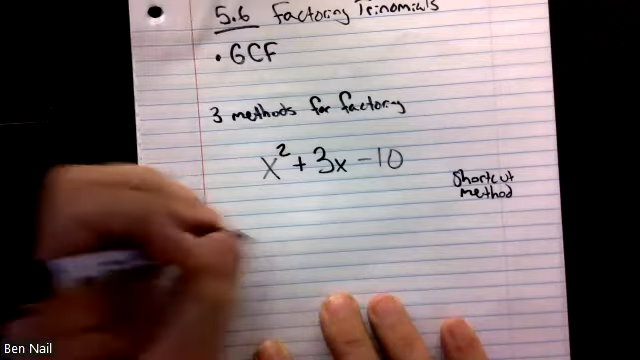 5.6 Factoring Trinomials
• GCF
3 methods for factoring
x² + 3x - 10
Shortcut
method
Ben Nail